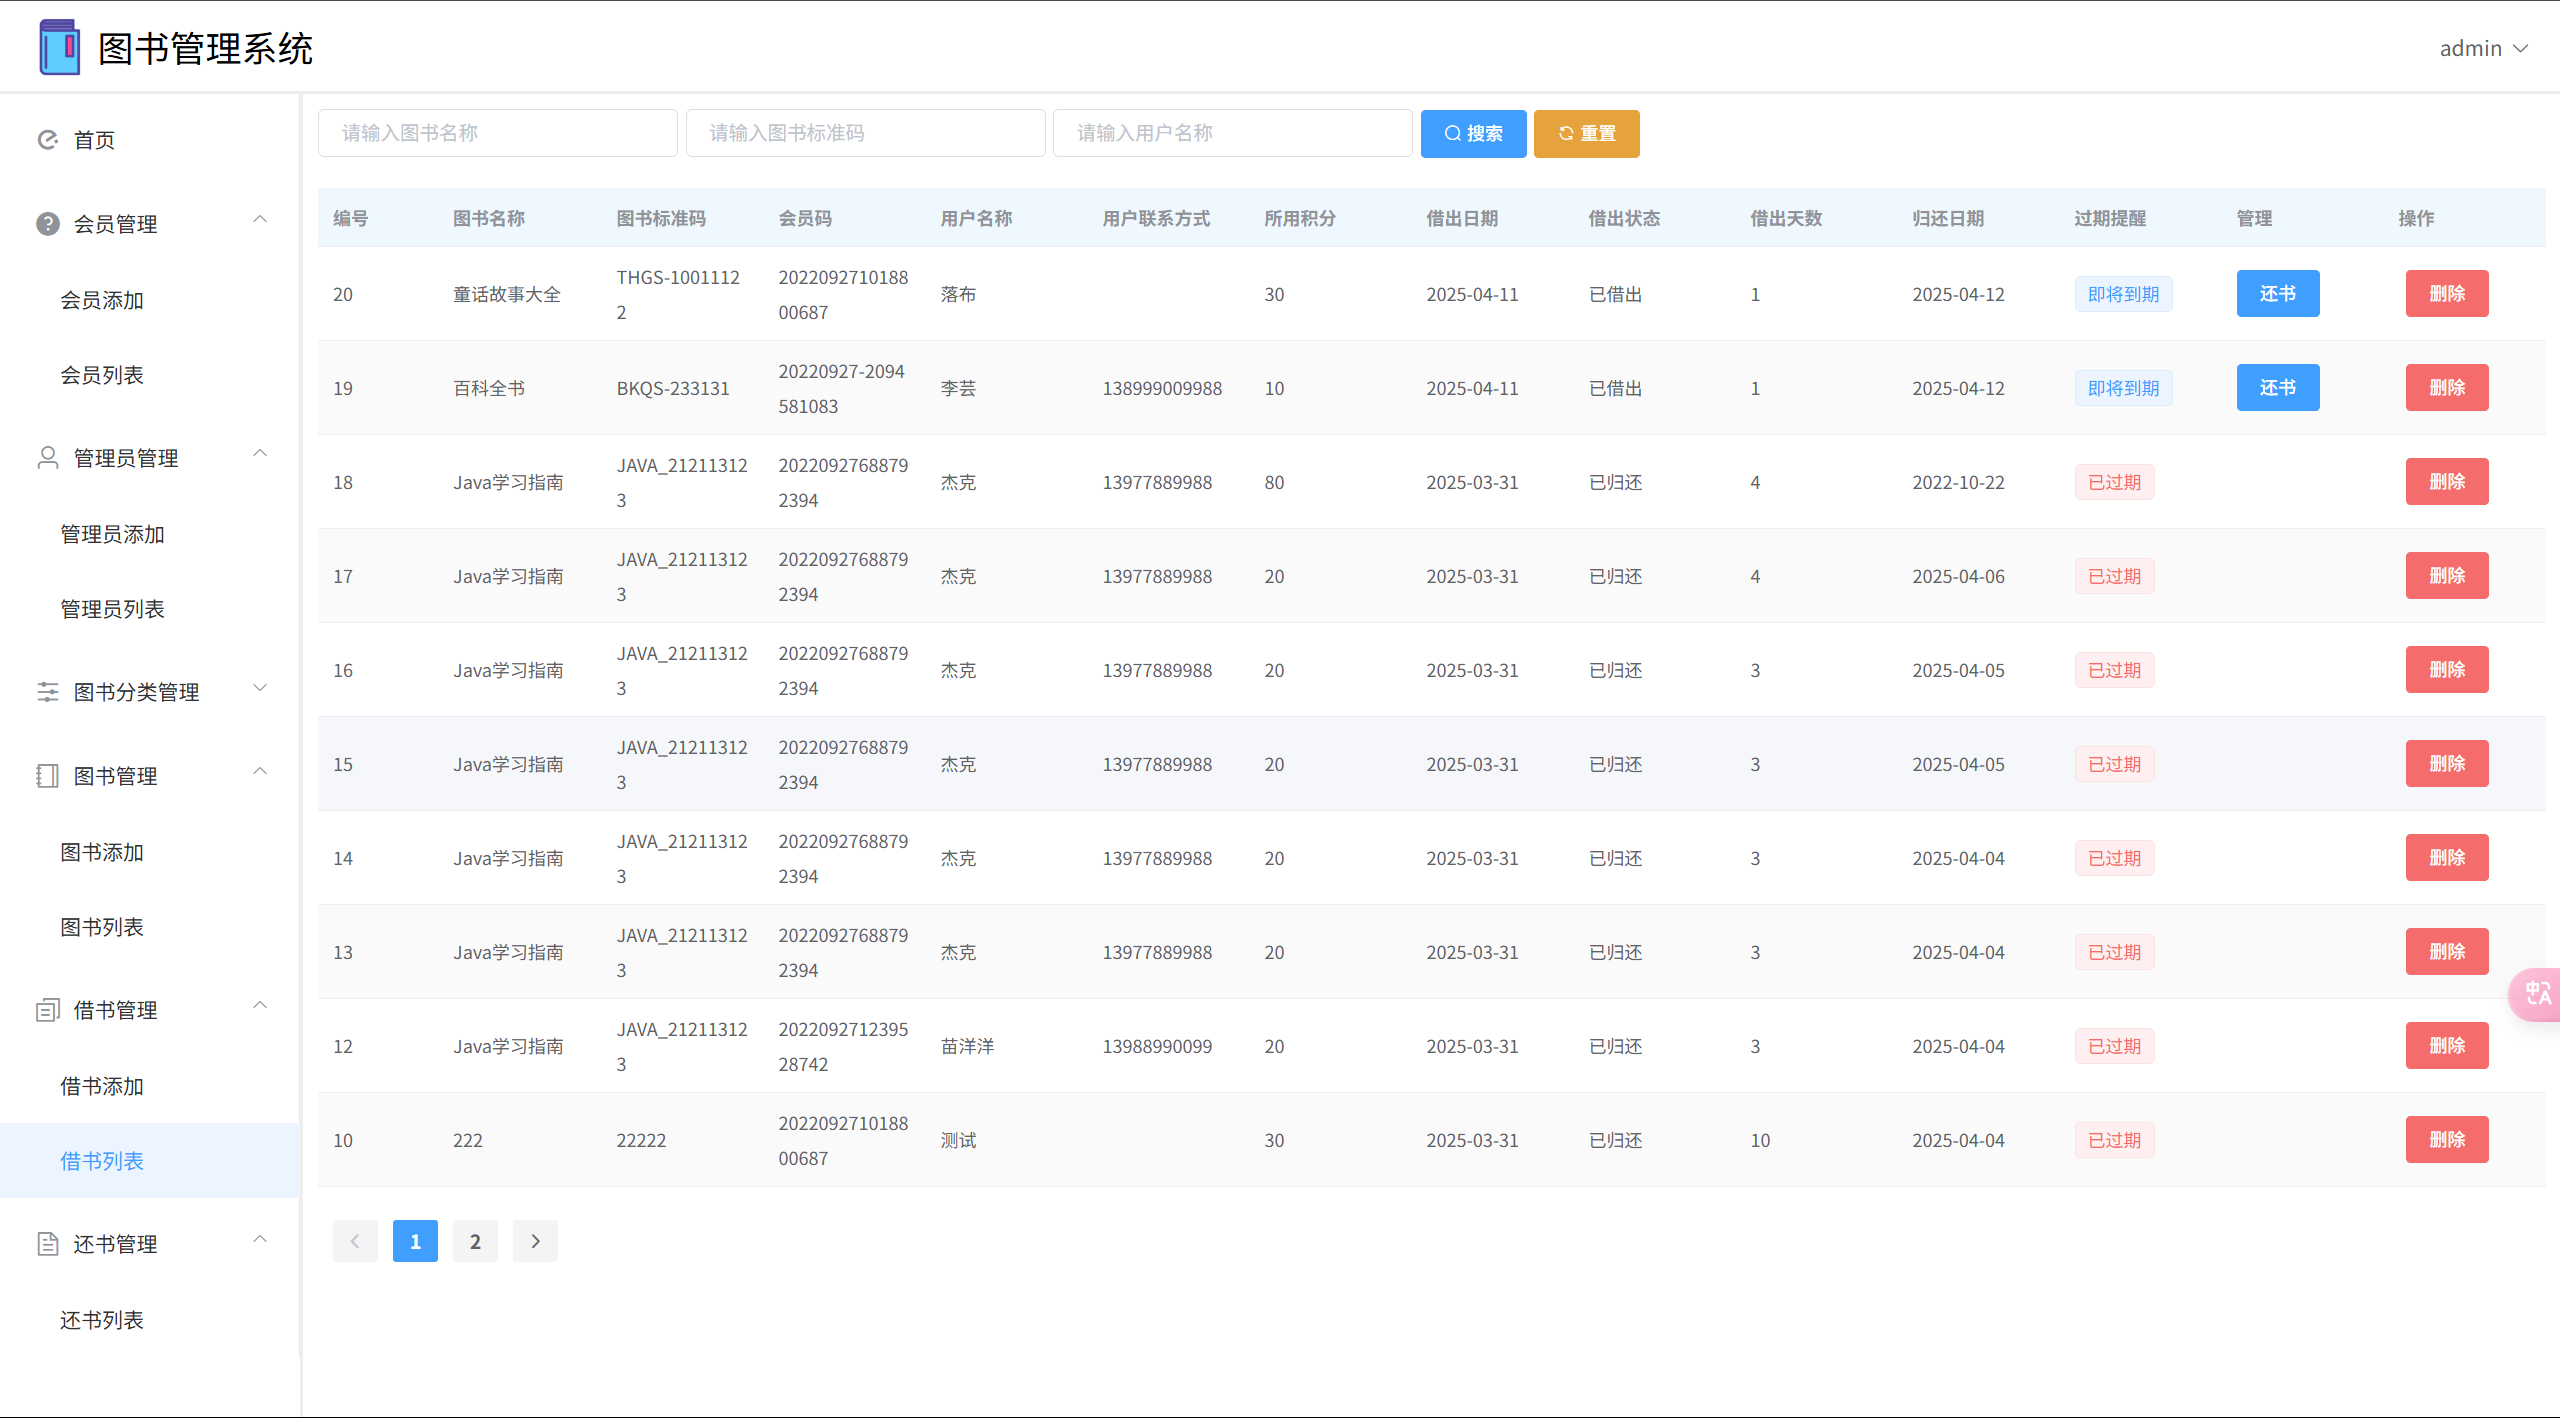 图书管理系统
admin
首页
会员管理
会员添加
会员列表
管理员管理
管理员添加
管理员列表
图书分类管理
图书管理
图书添加
图书列表
借书管理
借书添加
借书列表
还书管理
还书列表
请输入图书名称 请输入图书标准码 请输入用户名称 搜索 重置
编号 图书名称 图书标准码 会员码 用户名称 用户联系方式 所用积分 借出日期 借出状态 借出天数 归还日期 过期提醒 管理 操作
20 童话故事大全 THGS-10011122 202209271018800687 落布 30 2025-04-11 已借出 1 2025-04-12 即将到期 还书 删除
19 百科全书 BKQS-233131 20220927-2094581083 李芸 138999009988 10 2025-04-11 已借出 1 2025-04-12 即将到期 还书 删除
18 Java学习指南 JAVA_212113123 20220927688792394 杰克 13977889988 80 2025-03-31 已归还 4 2022-10-22 已过期 删除
17 Java学习指南 JAVA_212113123 20220927688792394 杰克 13977889988 20 2025-03-31 已归还 4 2025-04-06 已过期 删除
16 Java学习指南 JAVA_212113123 20220927688792394 杰克 13977889988 20 2025-03-31 已归还 3 2025-04-05 已过期 删除
15 Java学习指南 JAVA_212113123 20220927688792394 杰克 13977889988 20 2025-03-31 已归还 3 2025-04-05 已过期 删除
14 Java学习指南 JAVA_212113123 20220927688792394 杰克 13977889988 20 2025-03-31 已归还 3 2025-04-04 已过期 删除
13 Java学习指南 JAVA_212113123 20220927688792394 杰克 13977889988 20 2025-03-31 已归还 3 2025-04-04 已过期 删除
12 Java学习指南 JAVA_212113123 202209271239528742 苗洋洋 13988990099 20 2025-03-31 已归还 3 2025-04-04 已过期 删除
10 222 22222 202209271018800687 测试 30 2025-03-31 已归还 10 2025-04-04 已过期 删除
1 2
中A